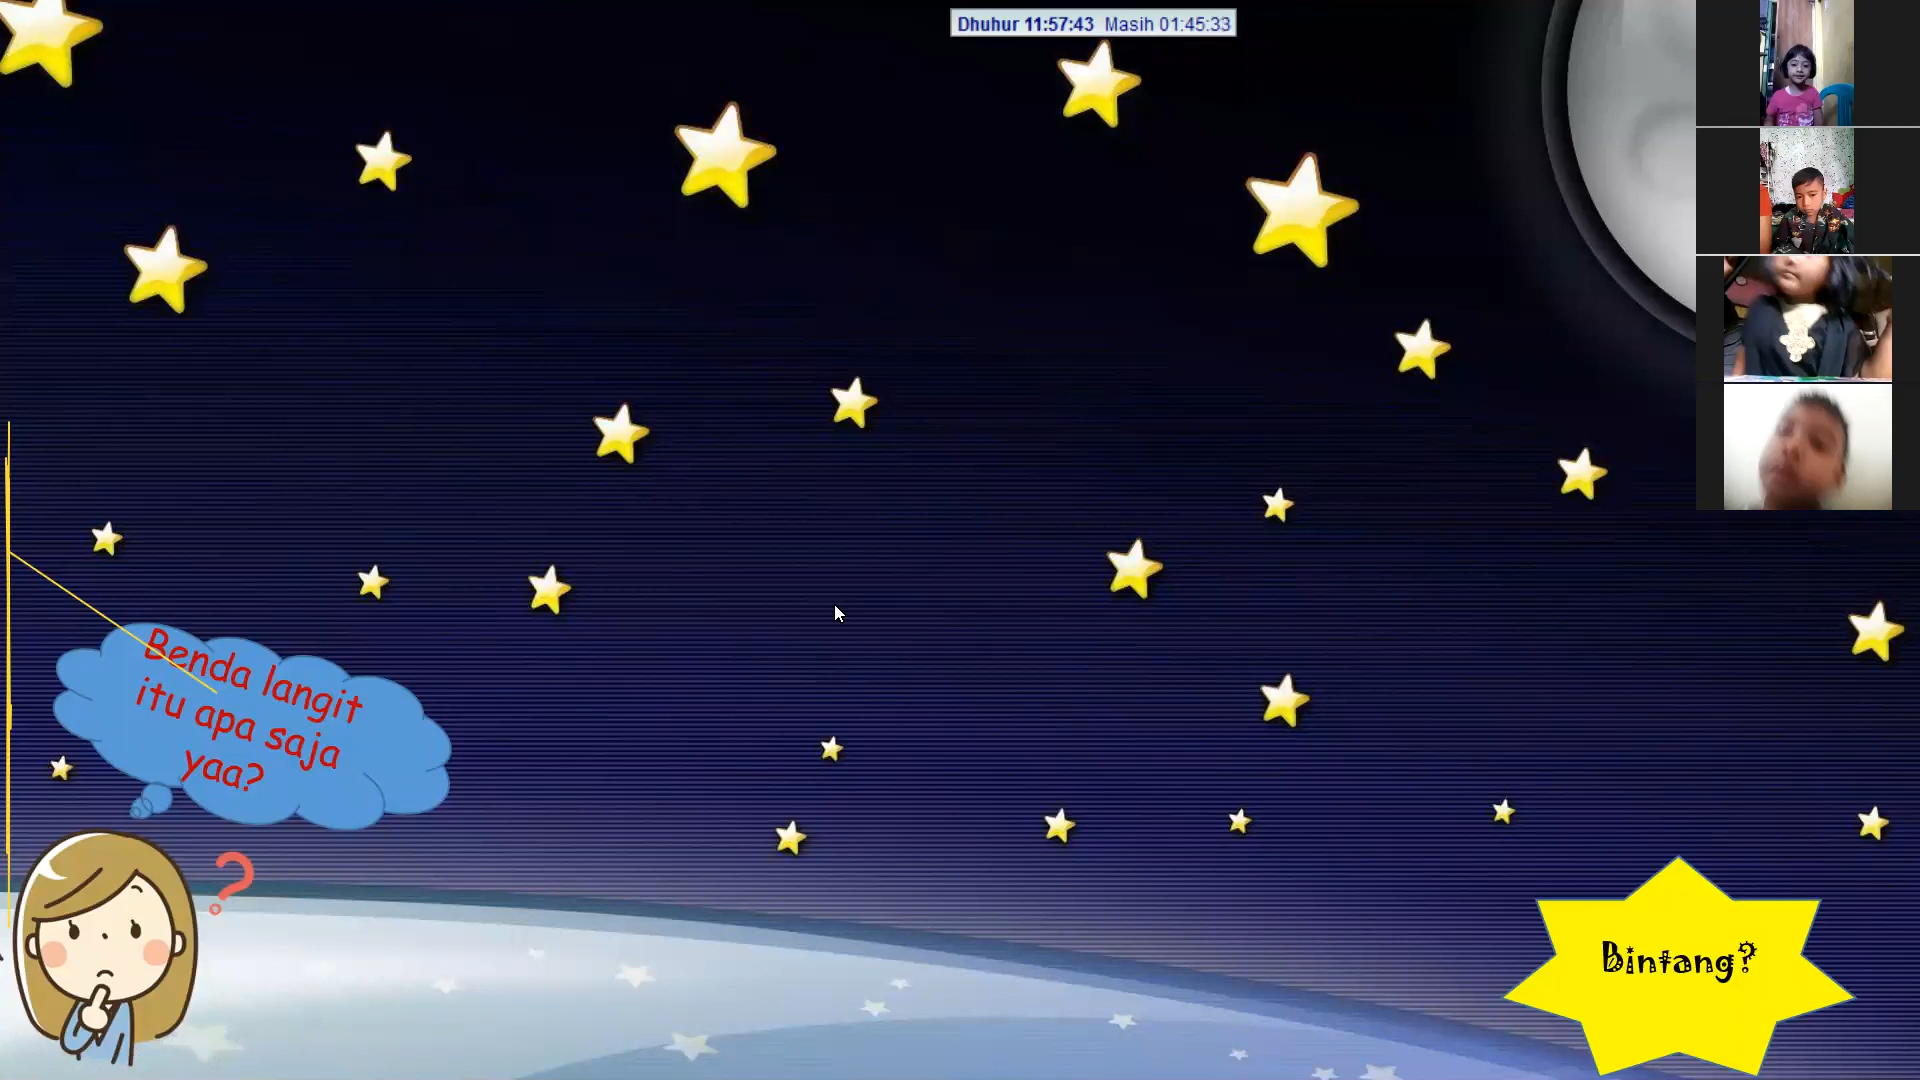 Dhuhur 11:57:43 Masih 01:45:33
Benda langit
itu apa saja
yaa?
?
Bintang?